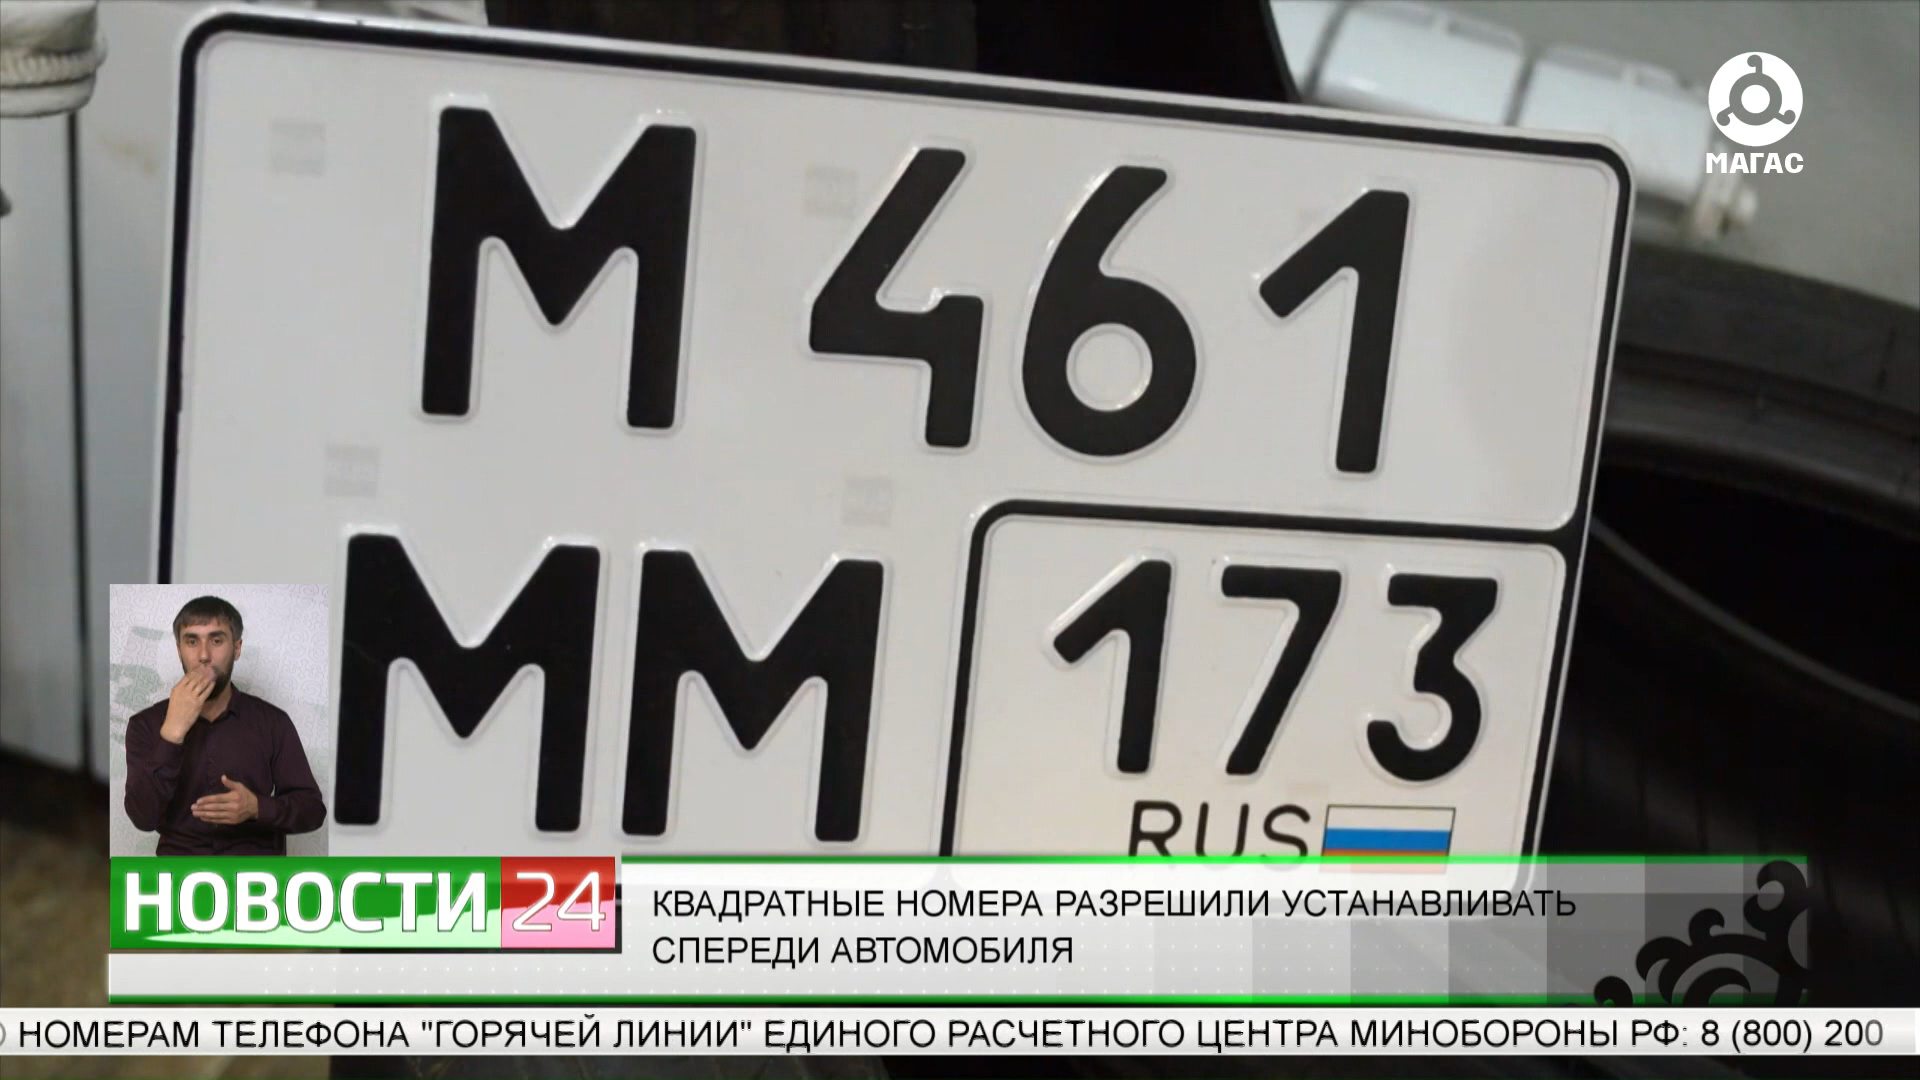 М 461
МАГАС
ММ 173
RUS
НОВОСТИ 24
КВАДРАТНЫЕ НОМЕРА РАЗРЕШИЛИ УСТАНАВЛИВАТЬ
СПЕРЕДИ АВТОМОБИЛЯ
НОМЕРАМ ТЕЛЕФОНА "ГОРЯЧЕЙ ЛИНИИ" ЕДИНОГО РАСЧЕТНОГО ЦЕНТРА МИНОБОРОНЫ РФ: 8 (800) 200